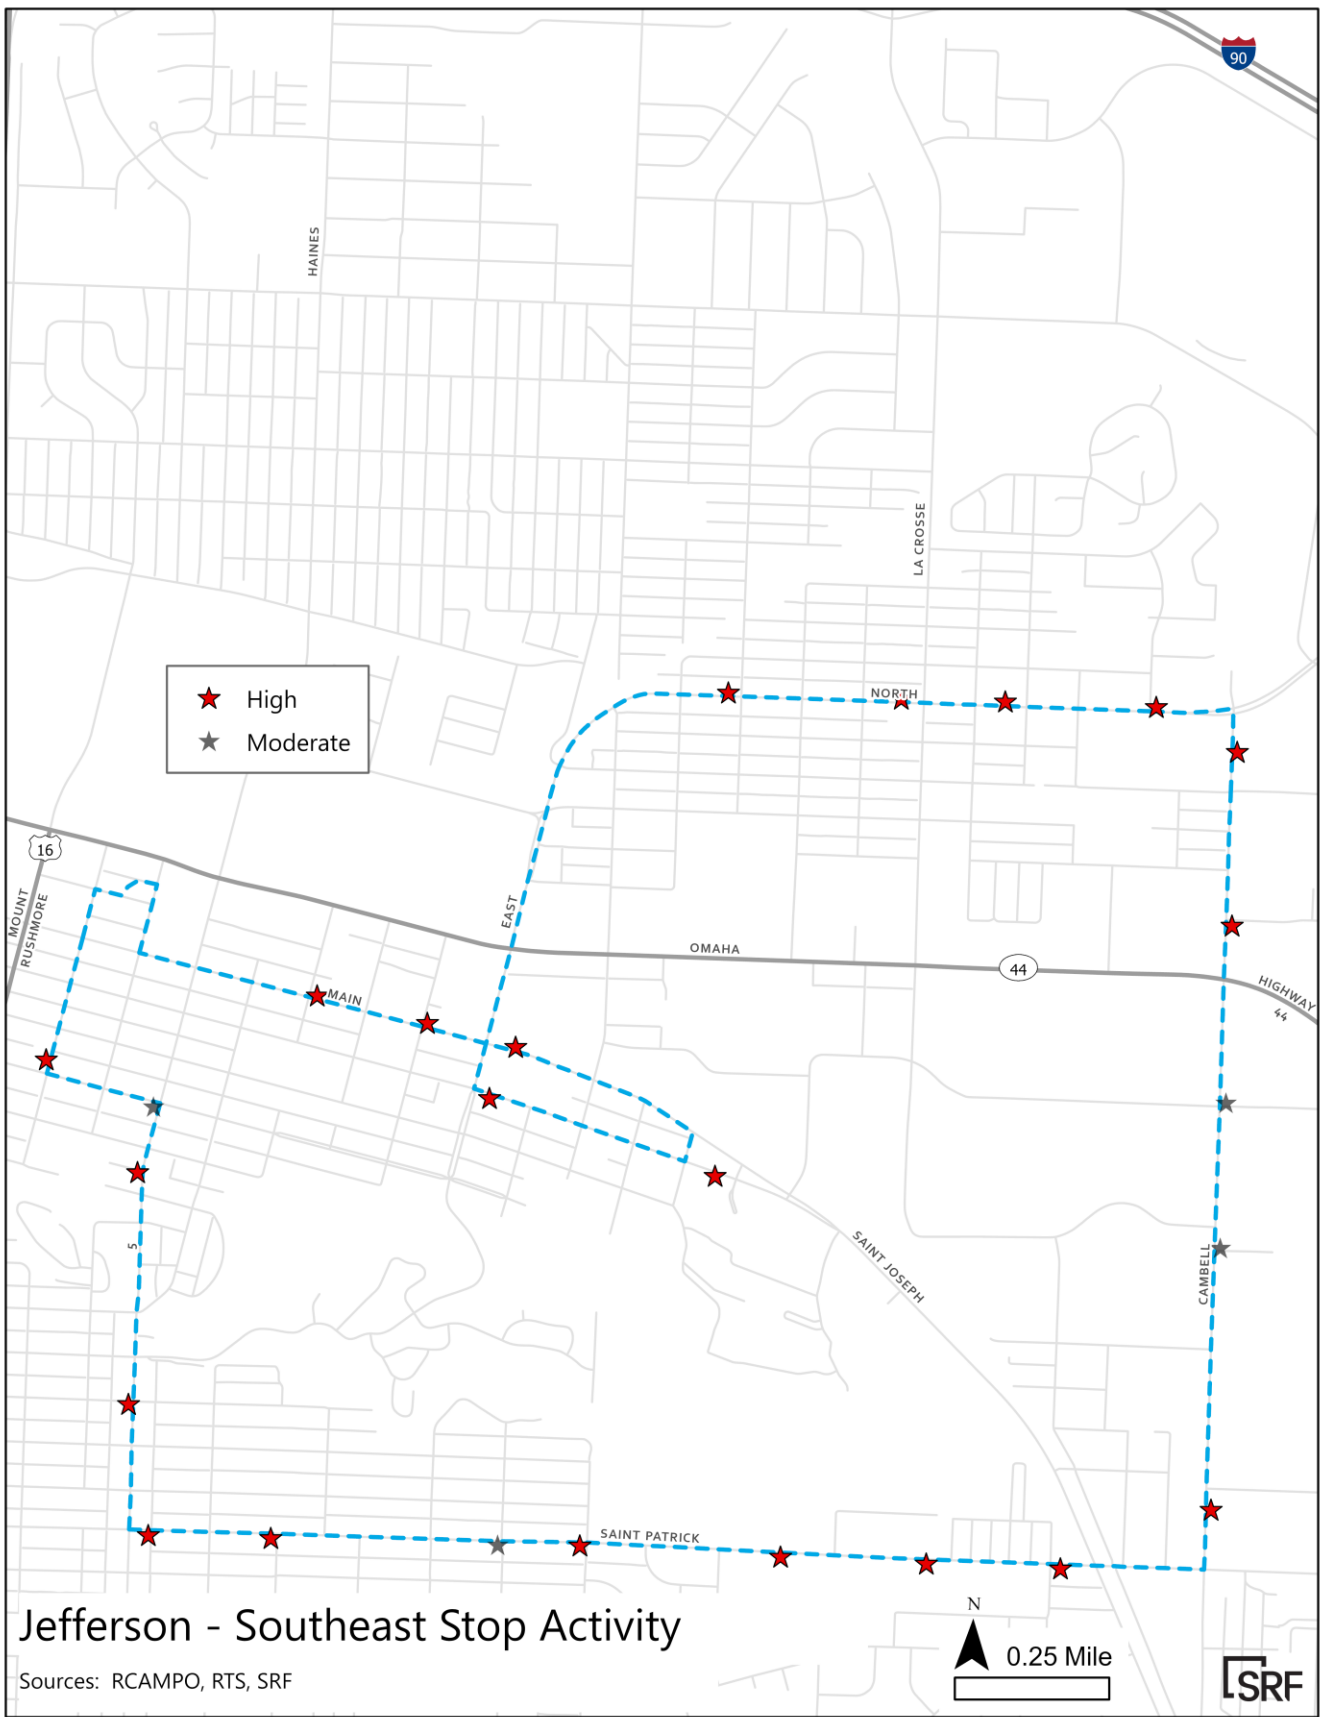 90
HAINES
LA CROSSE
High
Moderate
NORTH
16
MOUNT
RUSHMORE
EAST
OMAHA
44
HIGHWAY
44
MAIN
5
SAINT JOSEPH
CAMBELL
SAINT PATRICK
Jefferson - Southeast Stop Activity
N
0.25 Mile
Sources: RCAMPO, RTS, SRF
SRF